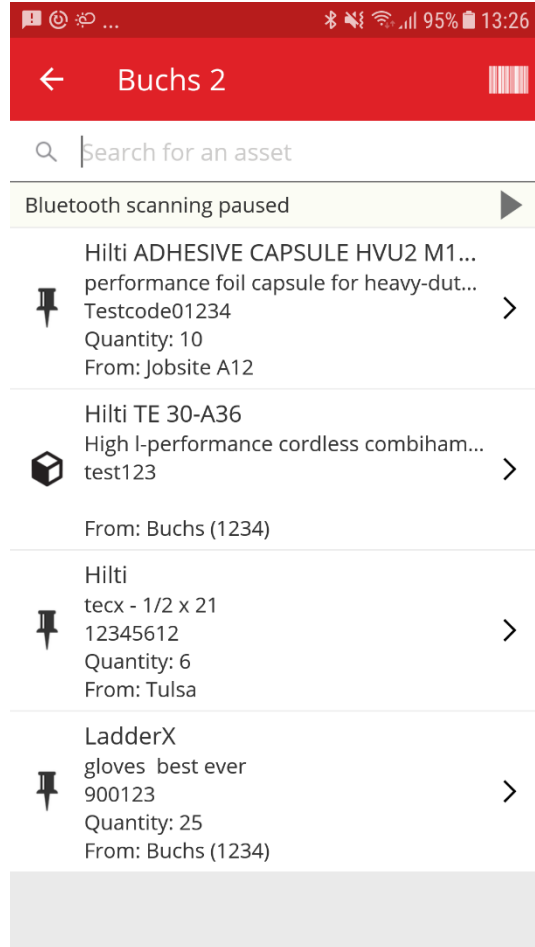 ... 95% 13:26
Buchs 2
Search for an asset
Bluetooth scanning paused
Hilti ADHESIVE CAPSULE HVU2 M1...
performance foil capsule for heavy-dut...
Testcode01234
Quantity: 10
From: Jobsite A12
Hilti TE 30-A36
High l-performance cordless combiham...
test123
From: Buchs (1234)
Hilti
tecx - 1/2 x 21
12345612
Quantity: 6
From: Tulsa
LadderX
gloves  best ever
900123
Quantity: 25
From: Buchs (1234)